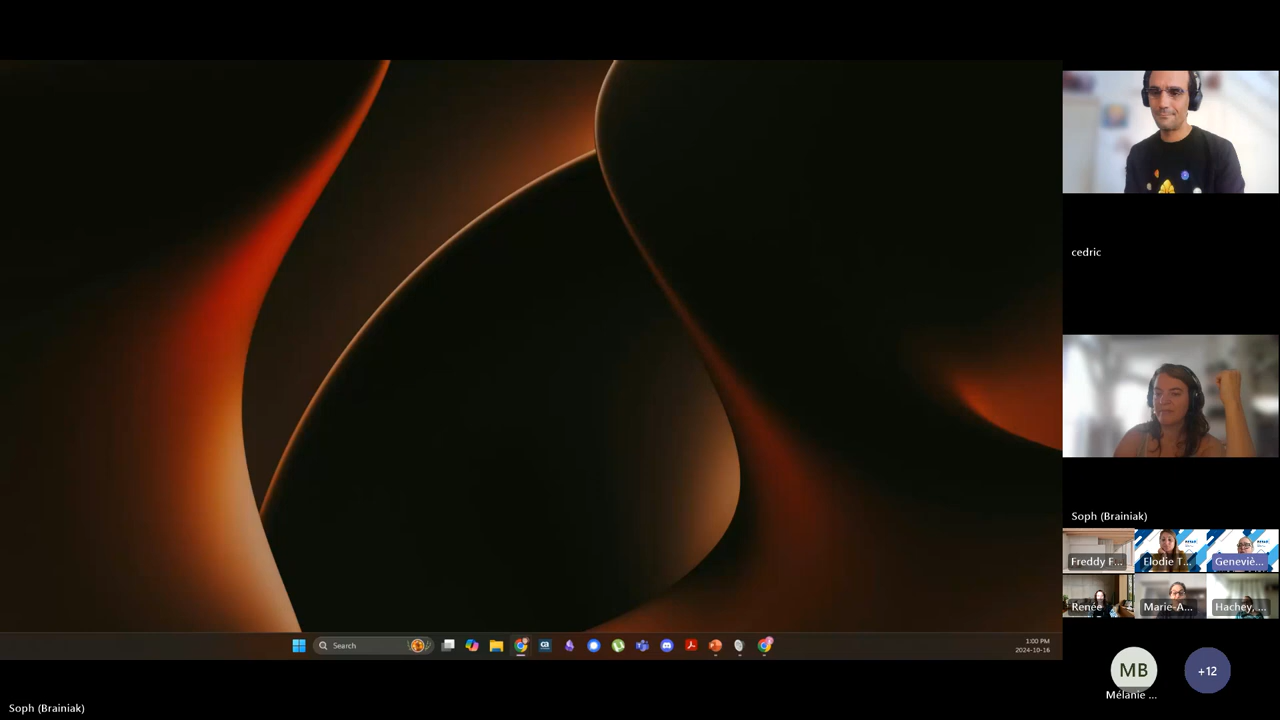 cedric
Soph (Brainiak)
Freddy F...
Elodie T...
Genevièv...
Renée
Marie-A...
Hachey, ...
MB
+12
Mélanie ...
Search
1:00 PM
2024-10-16
Soph (Brainiak)